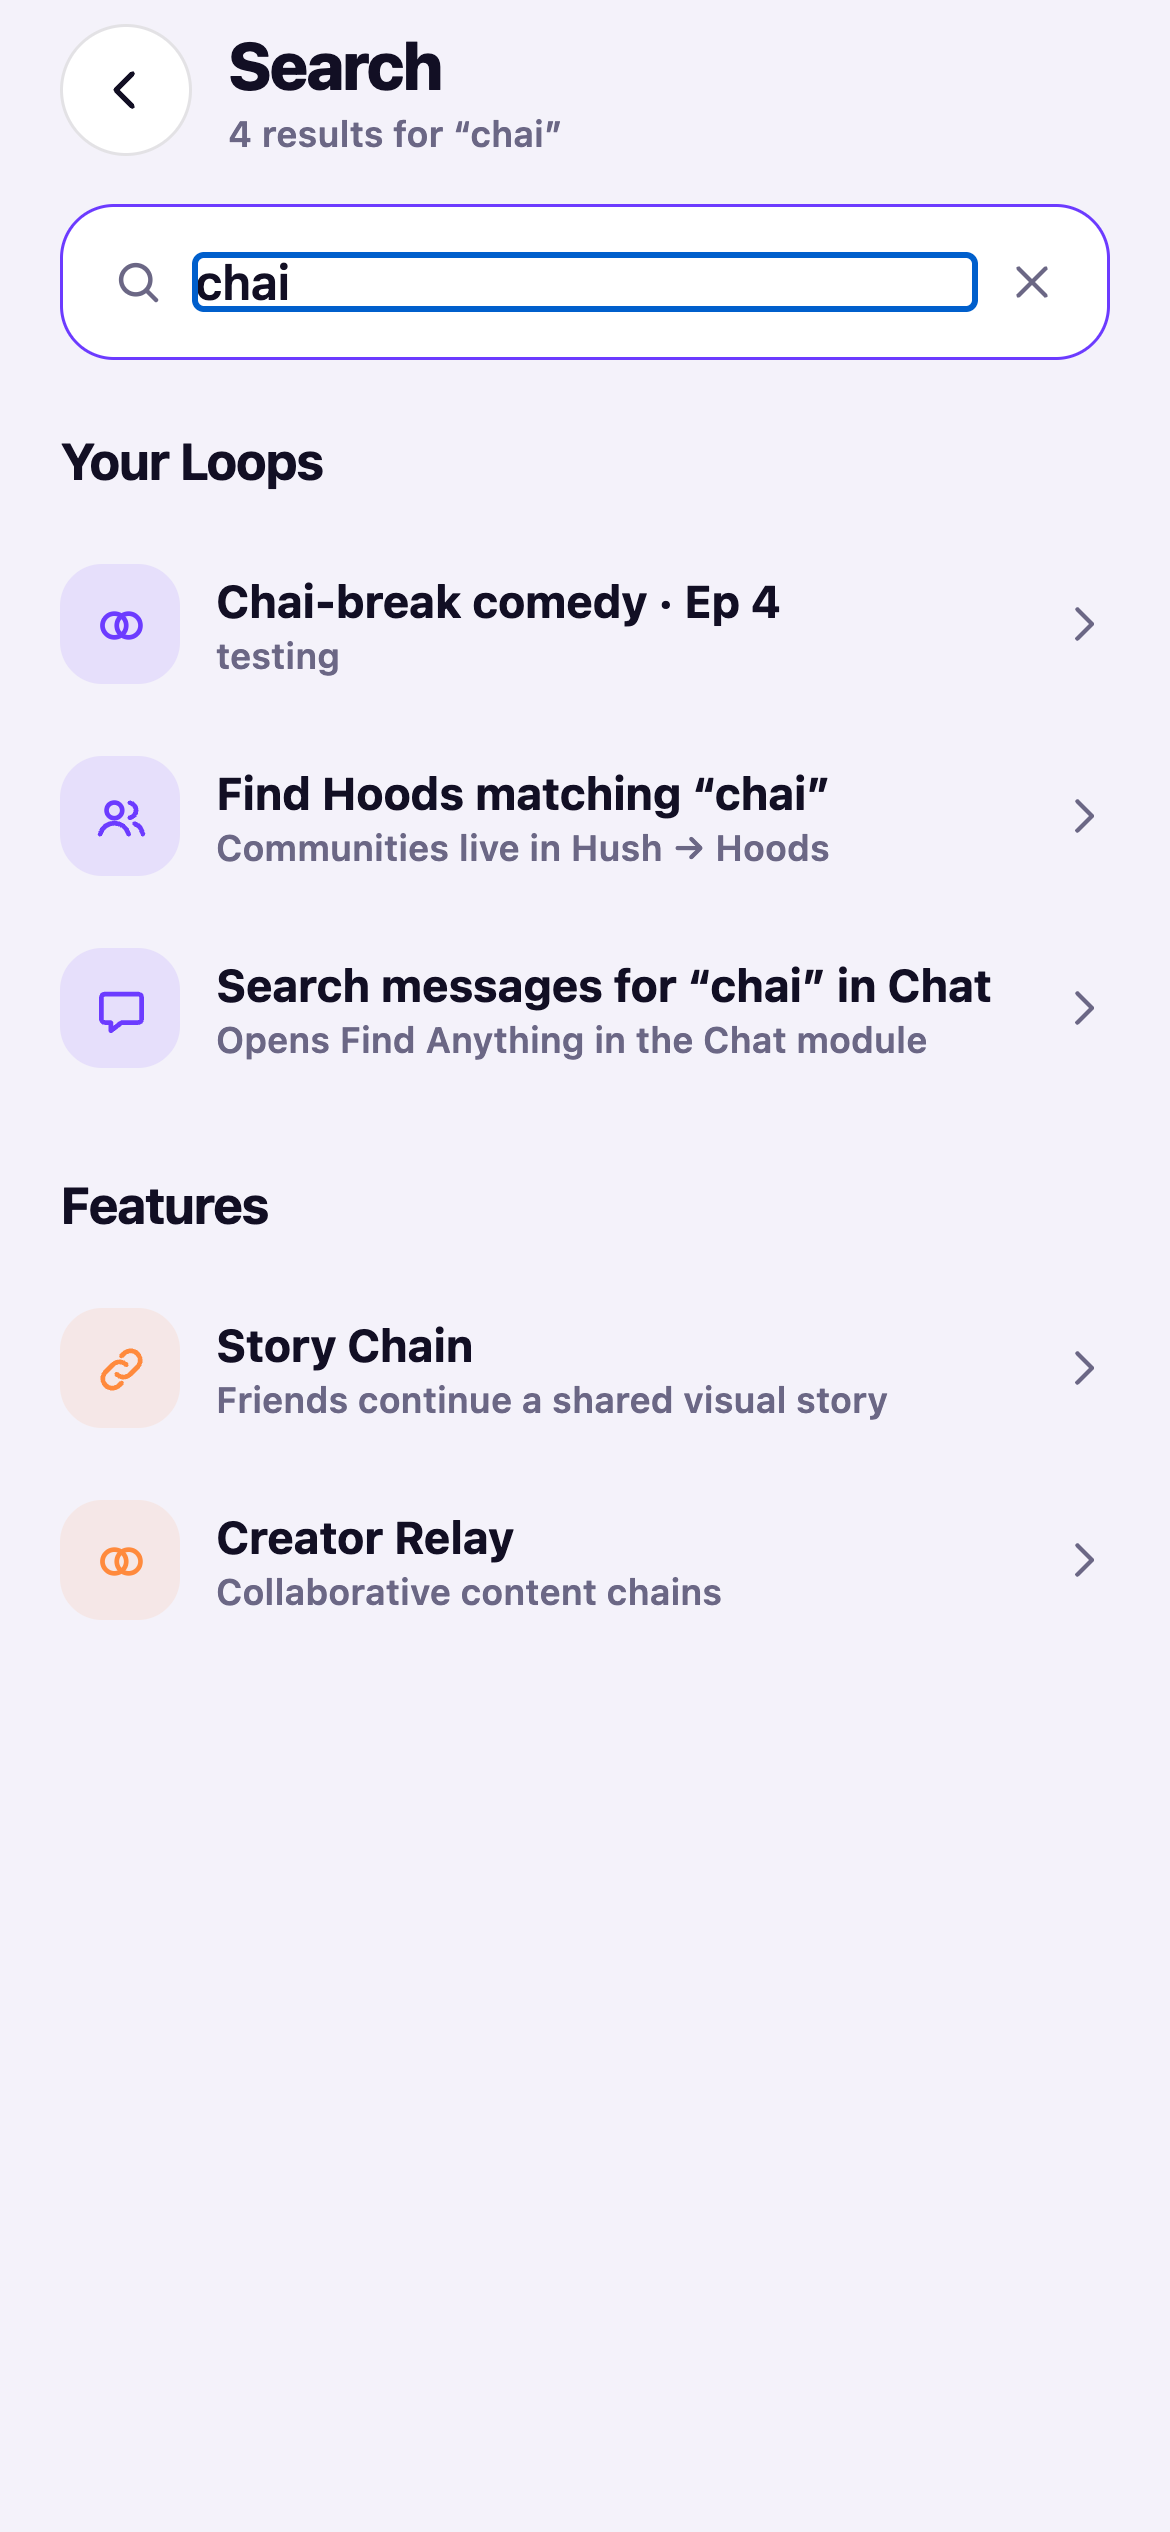 Search
4 results for “chai”
chai
Your Loops
Chai-break comedy · Ep 4
testing
Find Hoods matching “chai”
Communities live in Hush → Hoods
Search messages for “chai” in Chat
Opens Find Anything in the Chat module
Features
Story Chain
Friends continue a shared visual story
Creator Relay
Collaborative content chains